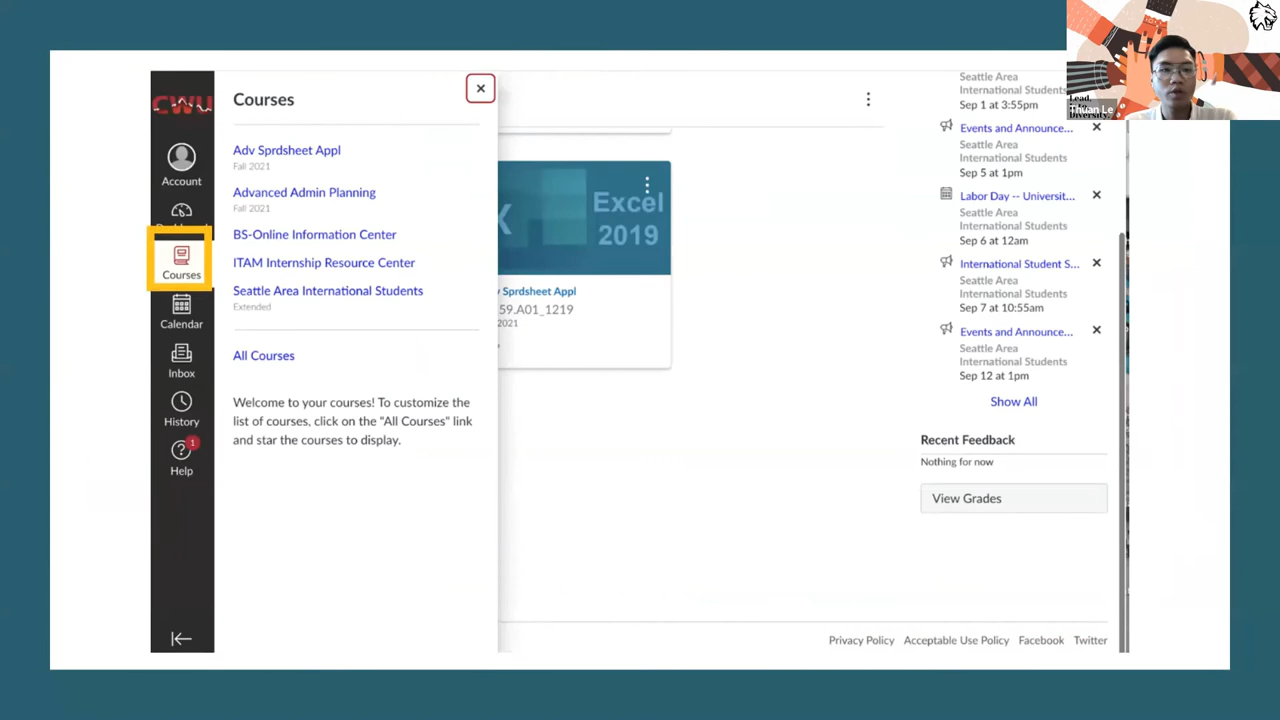 CWU
Account
Courses
Calendar
Inbox
History
1
Help
Courses
Adv Sprdsheet Appl
Fall 2021
Advanced Admin Planning
Fall 2021
BS-Online Information Center
ITAM Internship Resource Center
Seattle Area International Students
Extended
All Courses
Welcome to your courses! To customize the
list of courses, click on the "All Courses" link
and star the courses to display.
X
Excel
2019
Sprdsheet Appl
59.A01_1219
2021
Seattle Area
International Students
Sep 1 at 3:55pm
Events and Announce...
Seattle Area
International Students
Sep 5 at 1pm
Labor Day -- Universit...
Seattle Area
International Students
Sep 6 at 12am
International Student S...
Seattle Area
International Students
Sep 7 at 10:55am
Events and Announce...
Seattle Area
International Students
Sep 12 at 1pm
Show All
Recent Feedback
Nothing for now
View Grades
Privacy Policy
Acceptable Use Policy
Facebook
Twitter
Lead.
Thuan Le
Diversity.